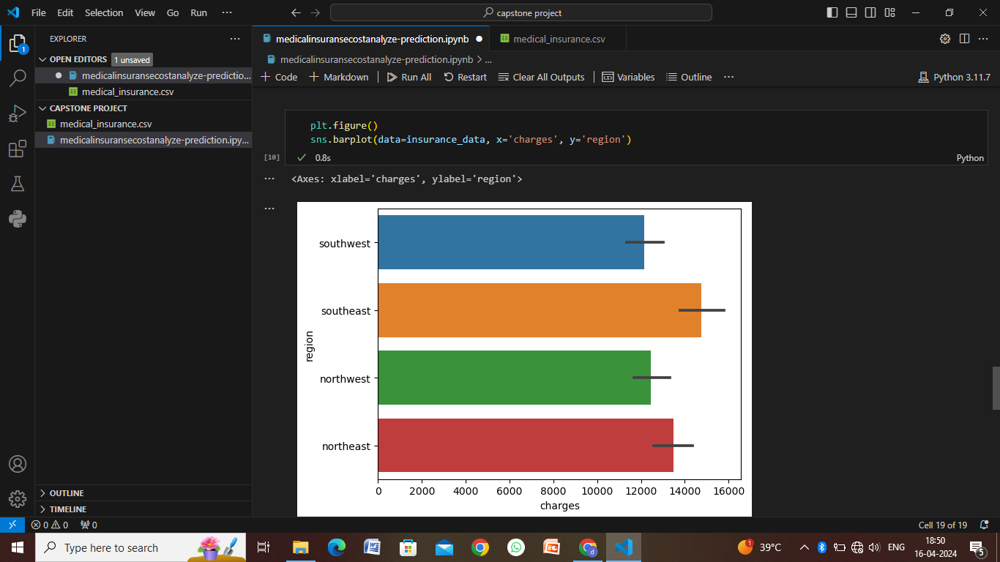 File Edit Selection View Go Run ···
capstone project
EXPLORER ···
OPEN EDITORS 1 unsaved
medicalinsuransecostanalyze-predictio...
medical_insurance.csv
CAPSTONE PROJECT
medical_insurance.csv
medicalinsuransecostanalyze-prediction.ipy...
OUTLINE
TIMELINE
1
medicalinsuransecostanalyze-prediction.ipynb
medical_insurance.csv
···
medicalinsuransecostanalyze-prediction.ipynb > ...
+ Code + Markdown | Run All Restart Clear All Outputs | Variables Outline ···
Python 3.11.7
plt.figure()
sns.barplot(data=insurance_data, x='charges', y='region')
[10] ✓ 0.8s Python
··· <Axes: xlabel='charges', ylabel='region'>
···
southwest
southeast
northwest
northeast
region
0 2000 4000 6000 8000 10000 12000 14000 16000
charges
0 0 0
Cell 19 of 19
Type here to search
WE
EC
d
1
39°C
ENG
18:50
16-04-2024
5